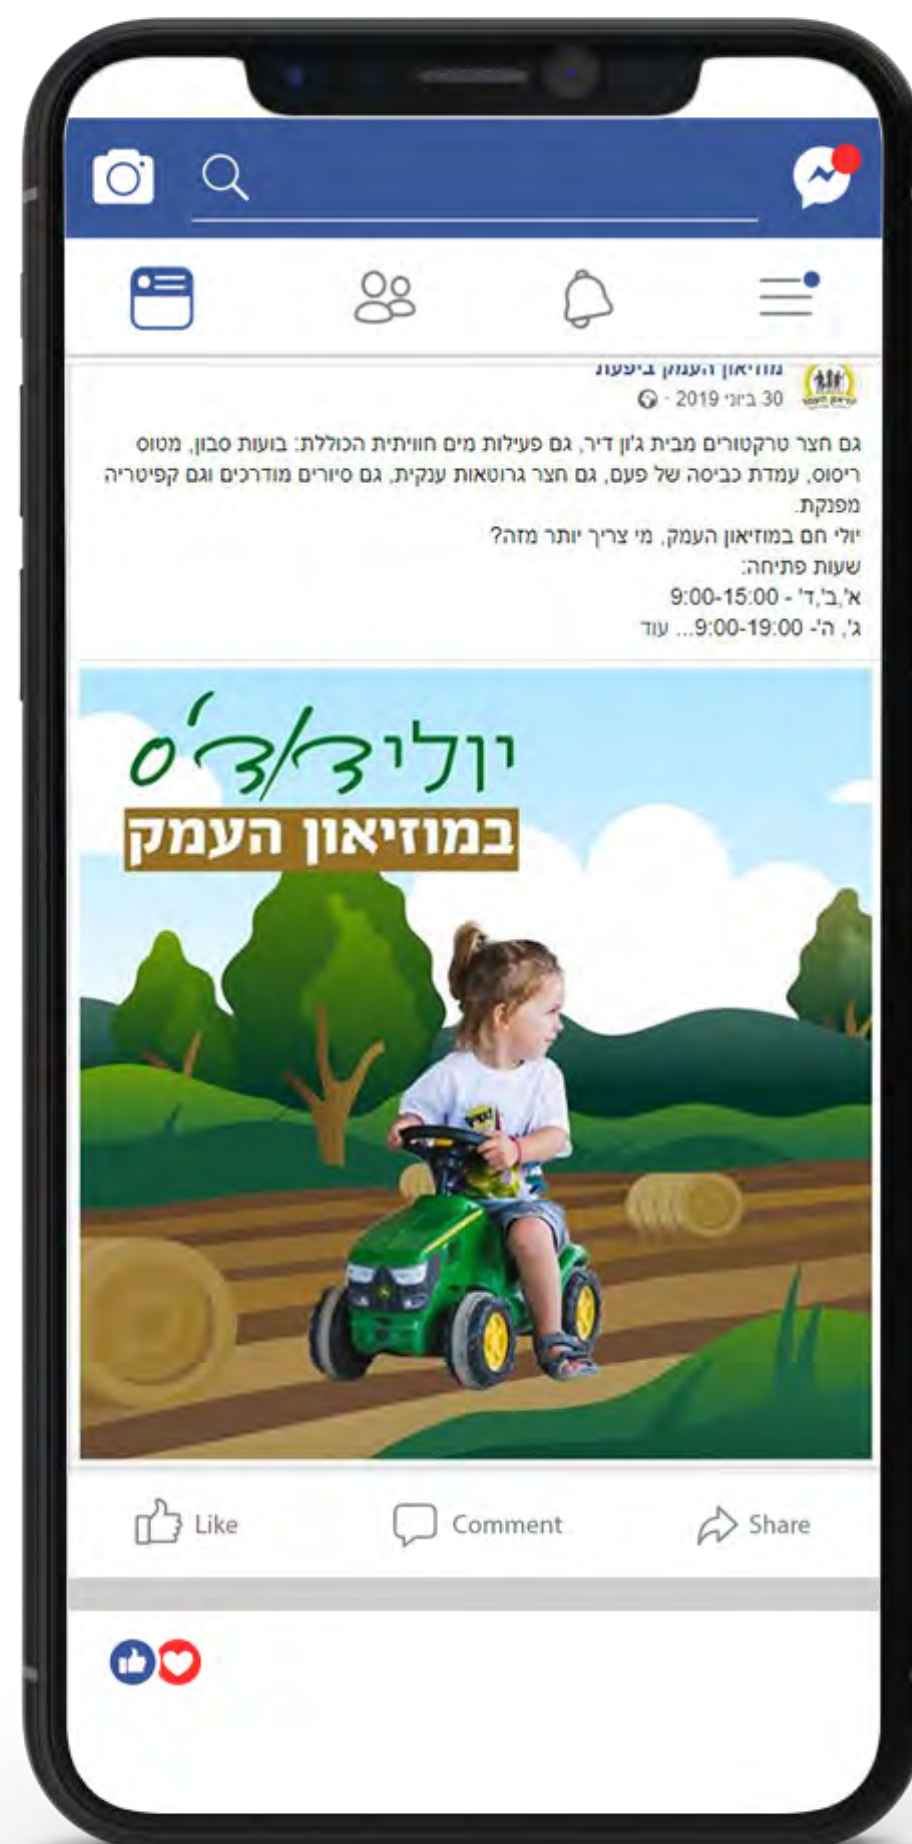 מוזיאון העמק ביפעת
30 ביוני 2019 ·
גם חצר טרקטורים מבית ג'ון דיר, גם פעילות מים חוויתית הכוללת: בועות סבון, מטוס
ריסוס, עמדת כביסה של פעם, גם חצר גרוטאות ענקית, גם סיורים מודרכים וגם קפיטריה
מפנקת.
יולי חם במוזיאון העמק, מי צריך יותר מזה?
שעות פתיחה:
א',ב',ד' - 9:00-15:00
ג', ה'- 9:00-19:00... עוד
יולי
במוזיאון העמק
Like
Comment
Share